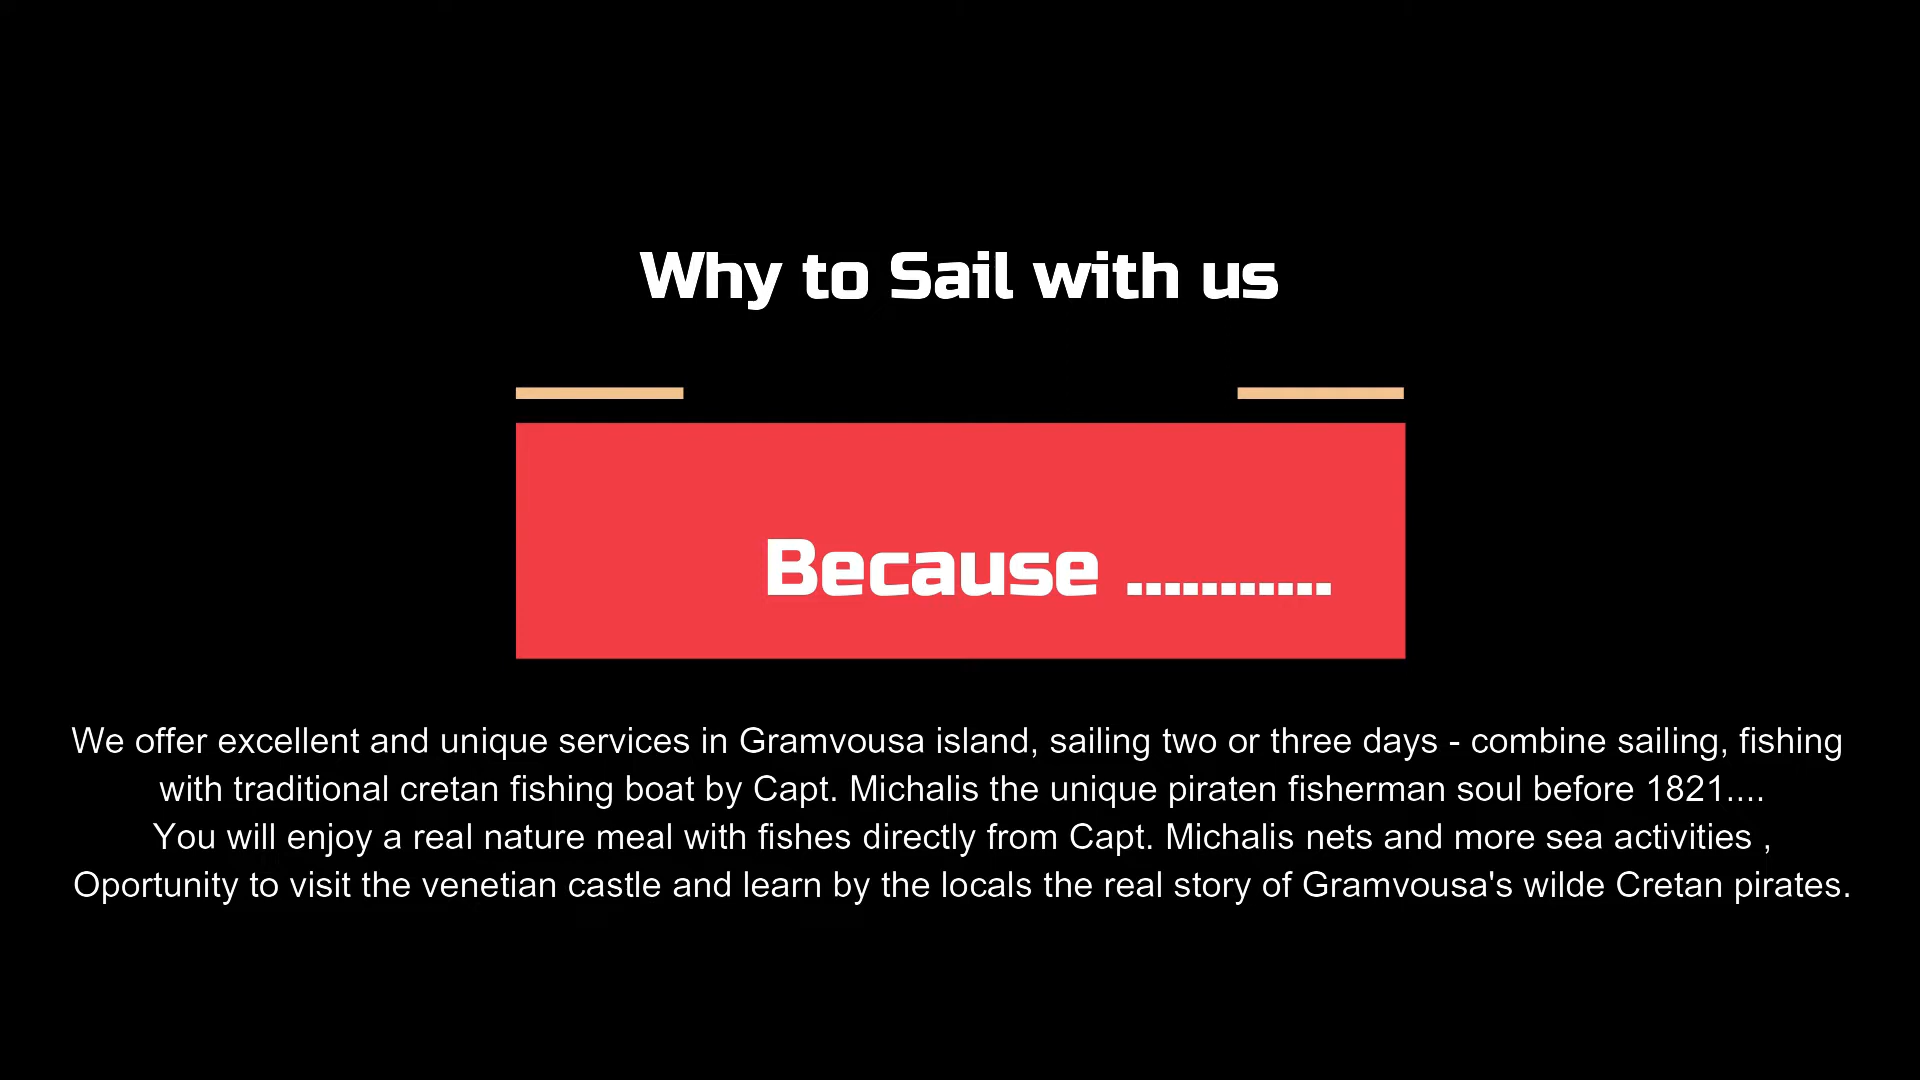 Why to Sail with us
Because ...........
We offer excellent and unique services in Gramvousa island, sailing two or three days - combine sailing, fishing
with traditional cretan fishing boat by Capt. Michalis the unique piraten fisherman soul before 1821....
You will enjoy a real nature meal with fishes directly from Capt. Michalis nets and more sea activities ,
Oportunity to visit the venetian castle and learn by the locals the real story of Gramvousa's wilde Cretan pirates.